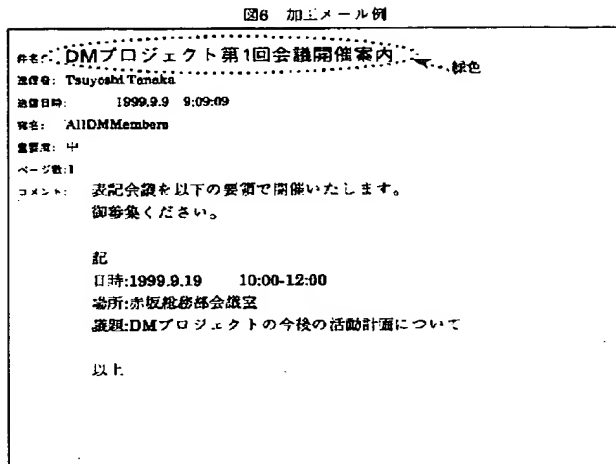 図6 加工メール例
件名: DMプロジェクト第1回会議開催案内
緑色
送信者: Tsuyoshi Tanaka
送信日時: 1999.9.9 9:09:09
宛名: AllDMMembers
重要度: 中
ページ数:1
コメント: 表記会議を以下の要領で開催いたします。
御参集ください。
記
日時:1999.9.19 10:00-12:00
場所:赤坂総務部会議室
議題:DMプロジェクトの今後の活動計画について
以上